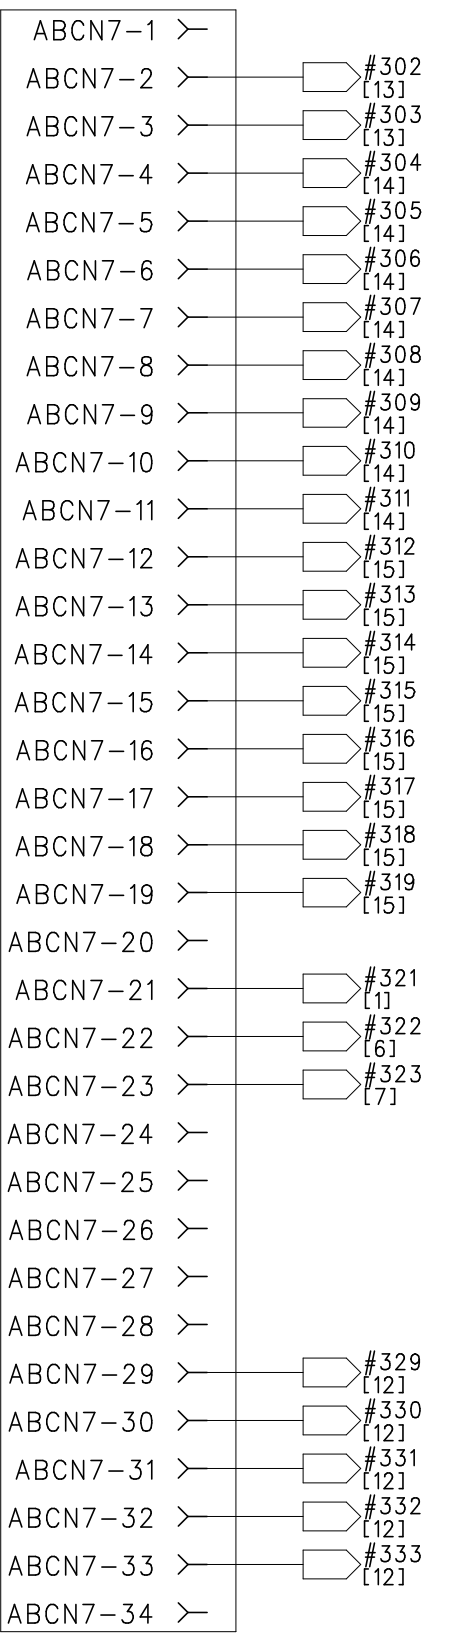 ABCN7-1
ABCN7-2 #302
[13]
ABCN7-3 #303
[13]
ABCN7-4 #304
[14]
ABCN7-5 #305
[14]
ABCN7-6 #306
[14]
ABCN7-7 #307
[14]
ABCN7-8 #308
[14]
ABCN7-9 #309
[14]
ABCN7-10 #310
[14]
ABCN7-11 #311
[14]
ABCN7-12 #312
[15]
ABCN7-13 #313
[15]
ABCN7-14 #314
[15]
ABCN7-15 #315
[15]
ABCN7-16 #316
[15]
ABCN7-17 #317
[15]
ABCN7-18 #318
[15]
ABCN7-19 #319
[15]
ABCN7-20
ABCN7-21 #321
[1]
ABCN7-22 #322
[6]
ABCN7-23 #323
[7]
ABCN7-24
ABCN7-25
ABCN7-26
ABCN7-27
ABCN7-28
ABCN7-29 #329
[12]
ABCN7-30 #330
[12]
ABCN7-31 #331
[12]
ABCN7-32 #332
[12]
ABCN7-33 #333
[12]
ABCN7-34